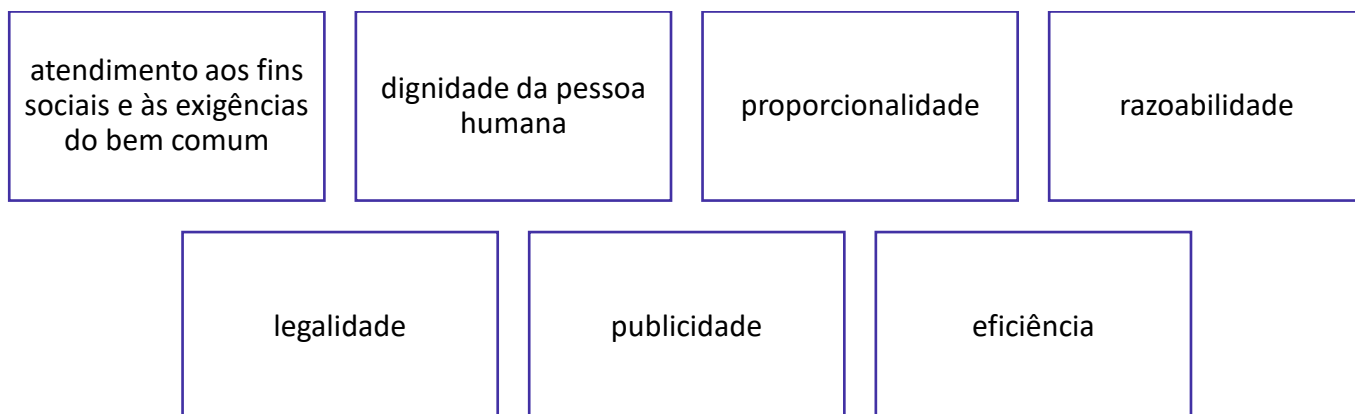 atendimento aos fins
sociais e às exigências
do bem comum
dignidade da pessoa
humana
proporcionalidade
razoabilidade
legalidade
publicidade
eficiência